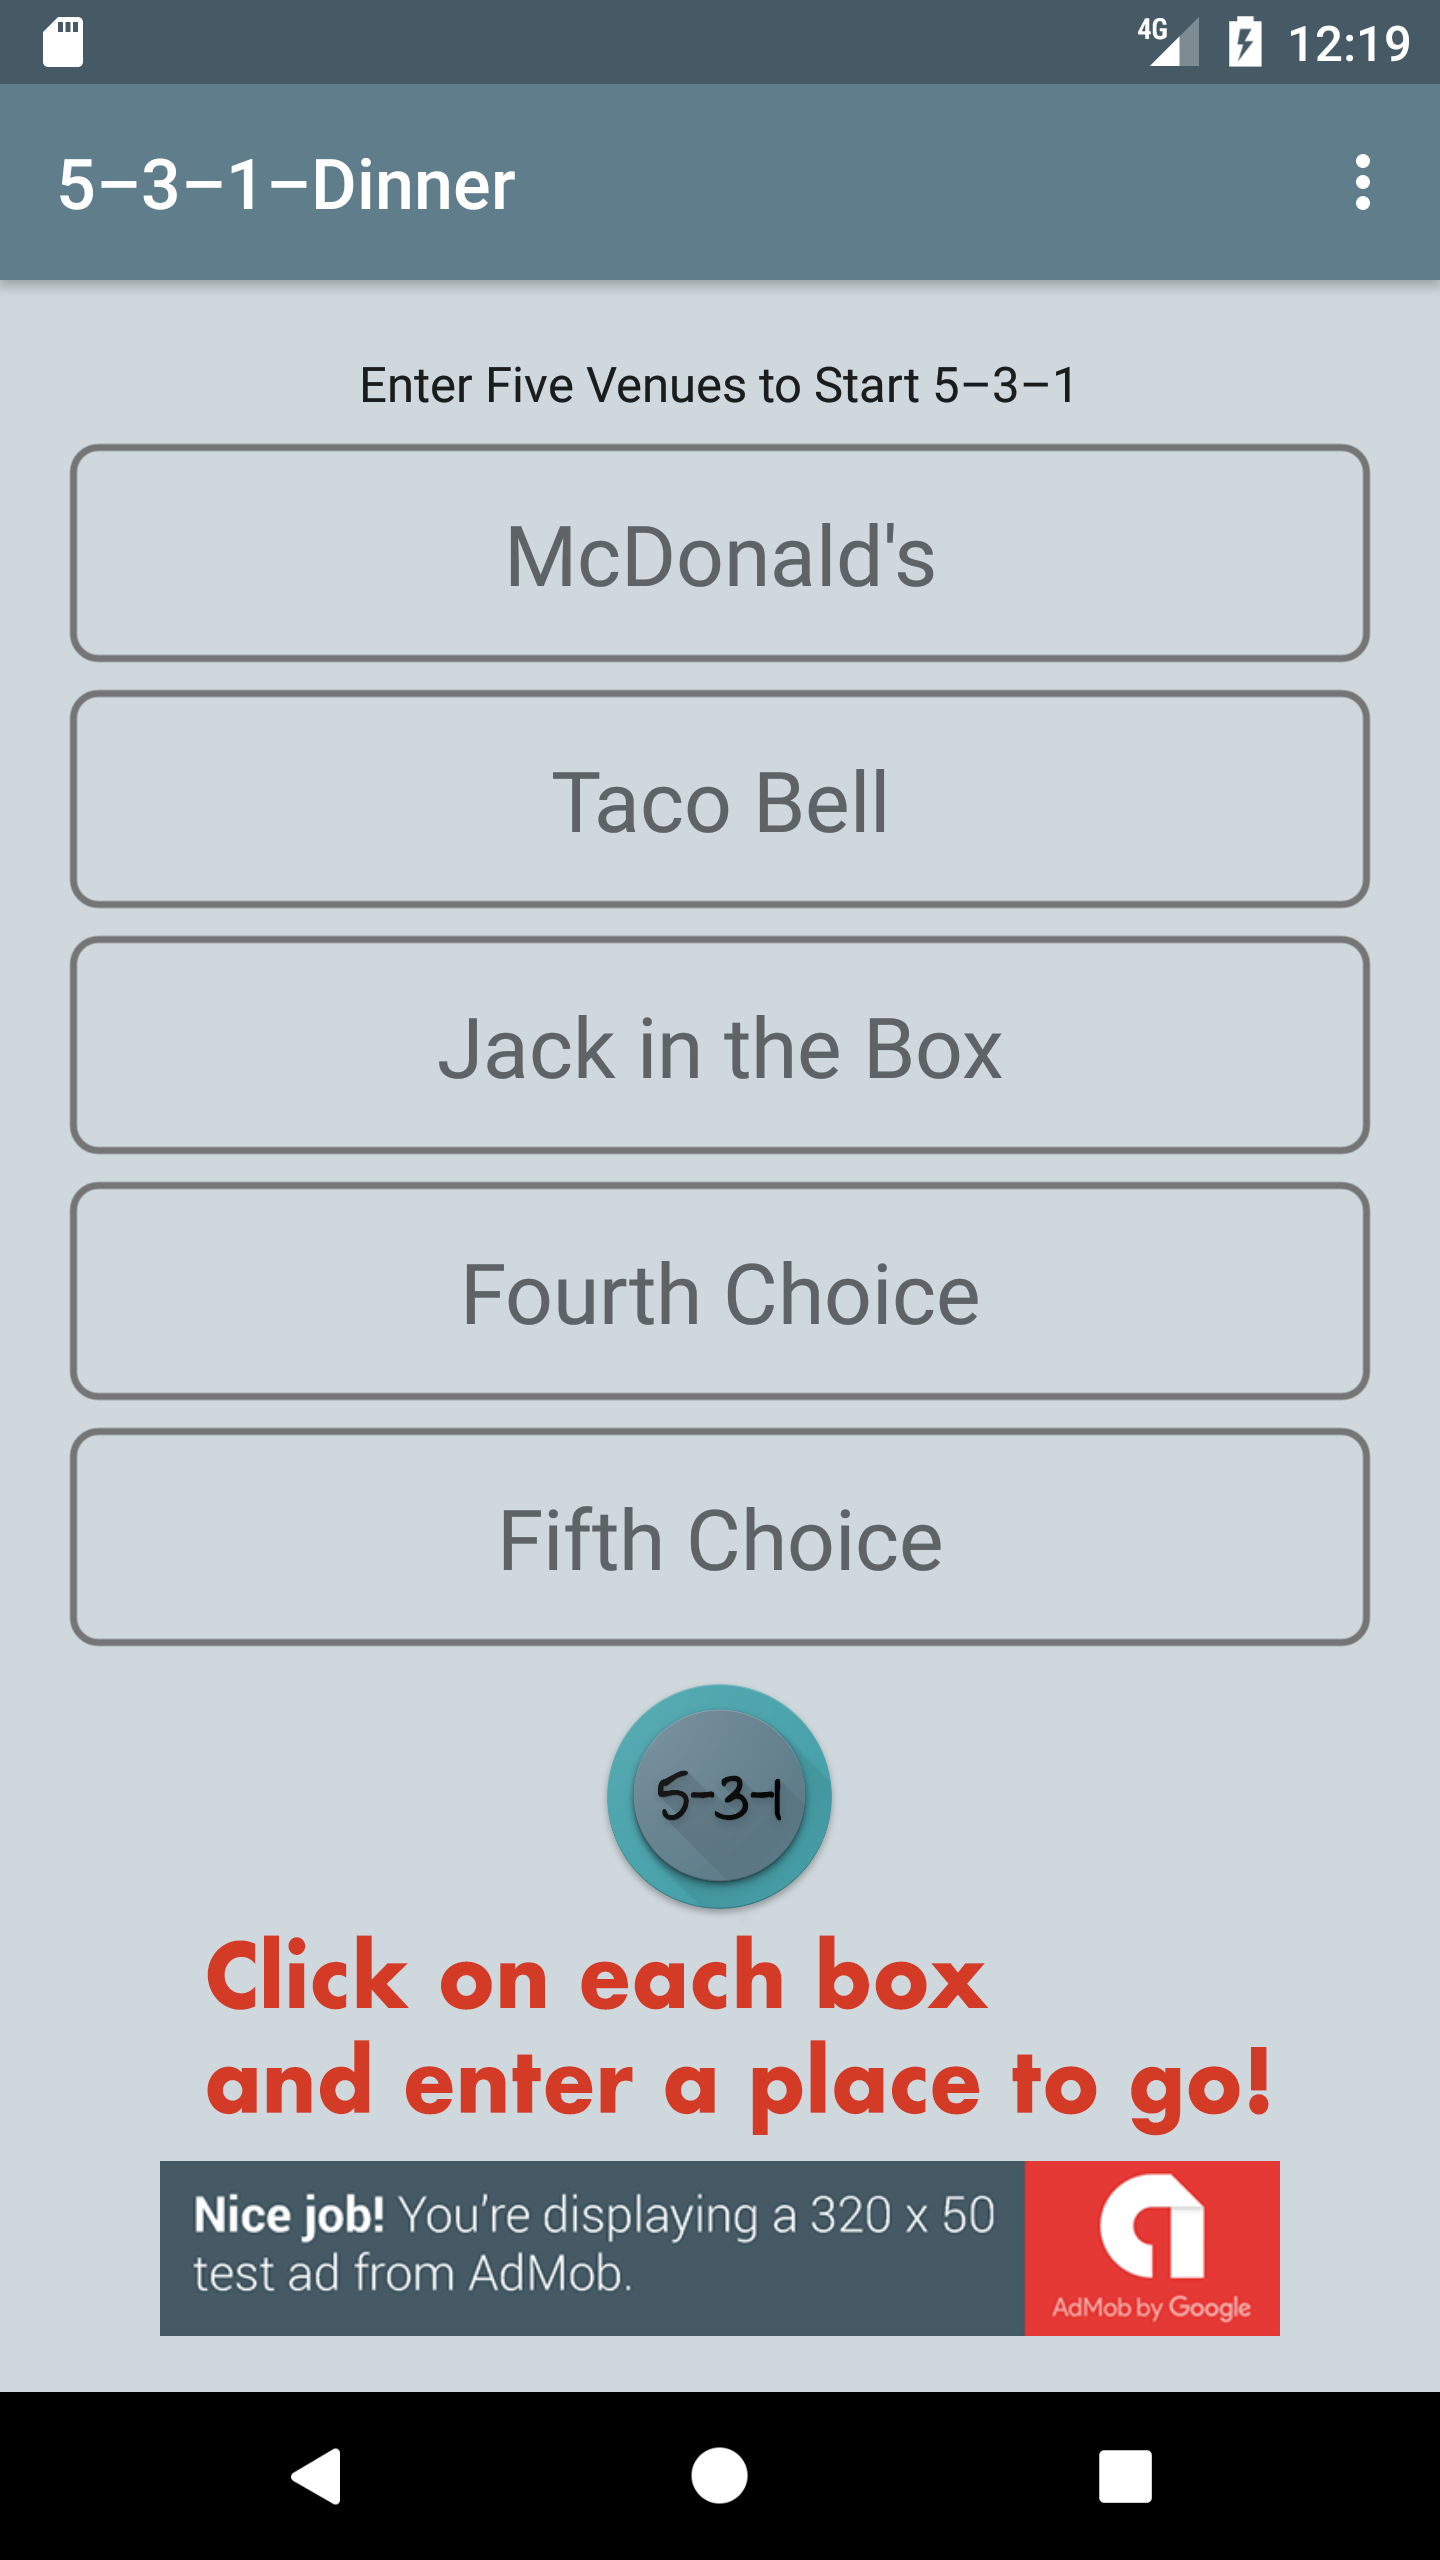 4G 12:19
5–3–1–Dinner
Enter Five Venues to Start 5–3–1
McDonald's
Taco Bell
Jack in the Box
Fourth Choice
Fifth Choice
5-3-1
Click on each box
and enter a place to go!
Nice job! You're displaying a 320 x 50
test ad from AdMob.
AdMob by Google